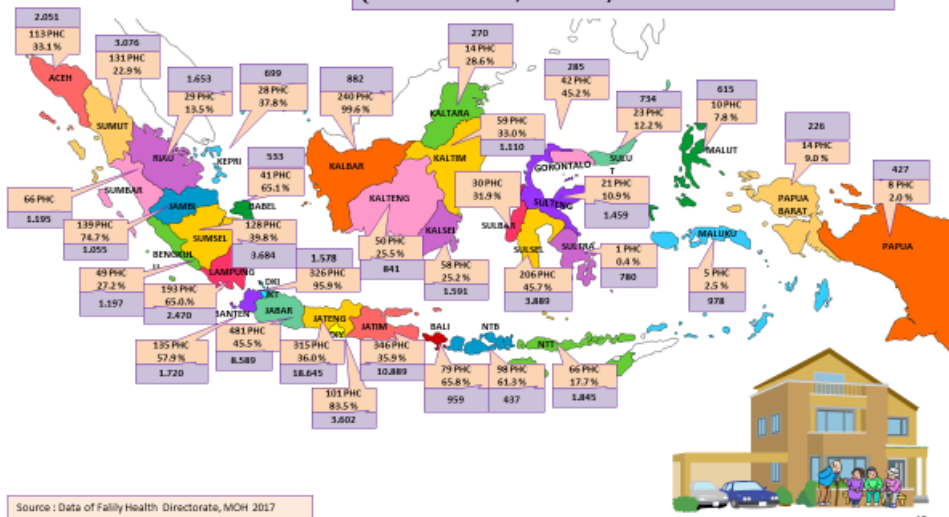 2.051
113 PHC
33.1 %
3.076
131 PHC
22.9 %
1.653
29 PHC
13.5 %
699
28 PHC
37.8 %
882
240 PHC
99.6 %
270
14 PHC
28.6 %
285
42 PHC
45.2 %
734
23 PHC
12.2 %
615
10 PHC
7.8 %
226
14 PHC
9.0 %
427
8 PHC
2.0 %
ACEH
SUMUT
RIAU
KEPRI
SUMBAR
JAMBI
BABEL
SUMSEL
LAMPUNG
KALBAR
KALTARA
KALTIM
KALTENG
KALSEL
GORONTALO
SULU
T
SULTENG
SULBAR
SULSEL
SULTRA
MALUT
MALUKU
PAPUA
BARAT
PAPUA
59 PHC
33.0 %
1.110
533
41 PHC
65.1 %
30 PHC
31.9 %
21 PHC
10.9 %
1.459
66 PHC
1.195
139 PHC
74.7 %
1.055
128 PHC
39.8 %
3.684
50 PHC
25.5 %
841
58 PHC
25.2 %
1.591
206 PHC
45.7 %
3.889
1 PHC
0.4 %
780
5 PHC
2.5 %
978
49 PHC
27.2 %
1.197
193 PHC
65.0 %
2.470
1.578
326 PHC
95.9 %
DKI
JKT
BANTEN
JABAR
JATENG
DIY
JATIM
BALI
NTB
NTT
135 PHC
57.9 %
1.720
481 PHC
45.5 %
8.589
315 PHC
36.0 %
18.645
346 PHC
35.9 %
10.889
79 PHC
65.8 %
959
98 PHC
61.3 %
437
66 PHC
17.7 %
1.845
101 PHC
83.5 %
3.602
Source : Data of Falily Health Directorate, MOH 2017